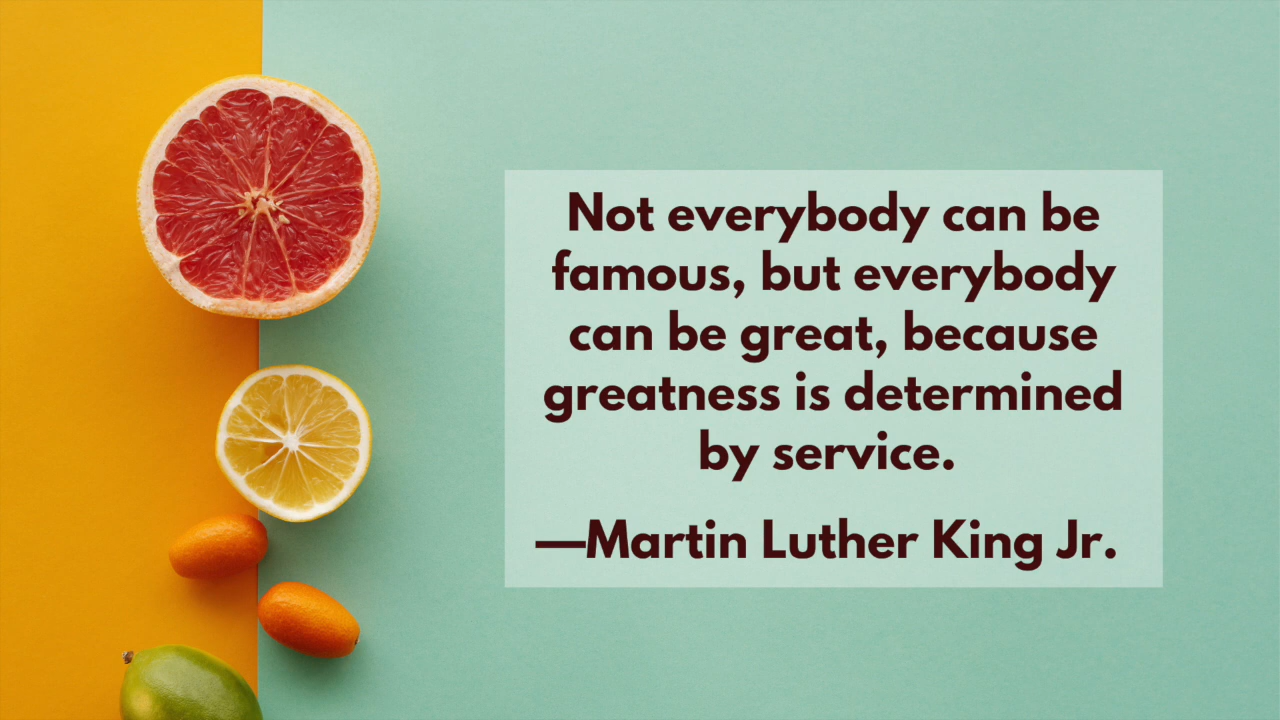 Not everybody can be
famous, but everybody
can be great, because
greatness is determined
by service.
—Martin Luther King Jr.